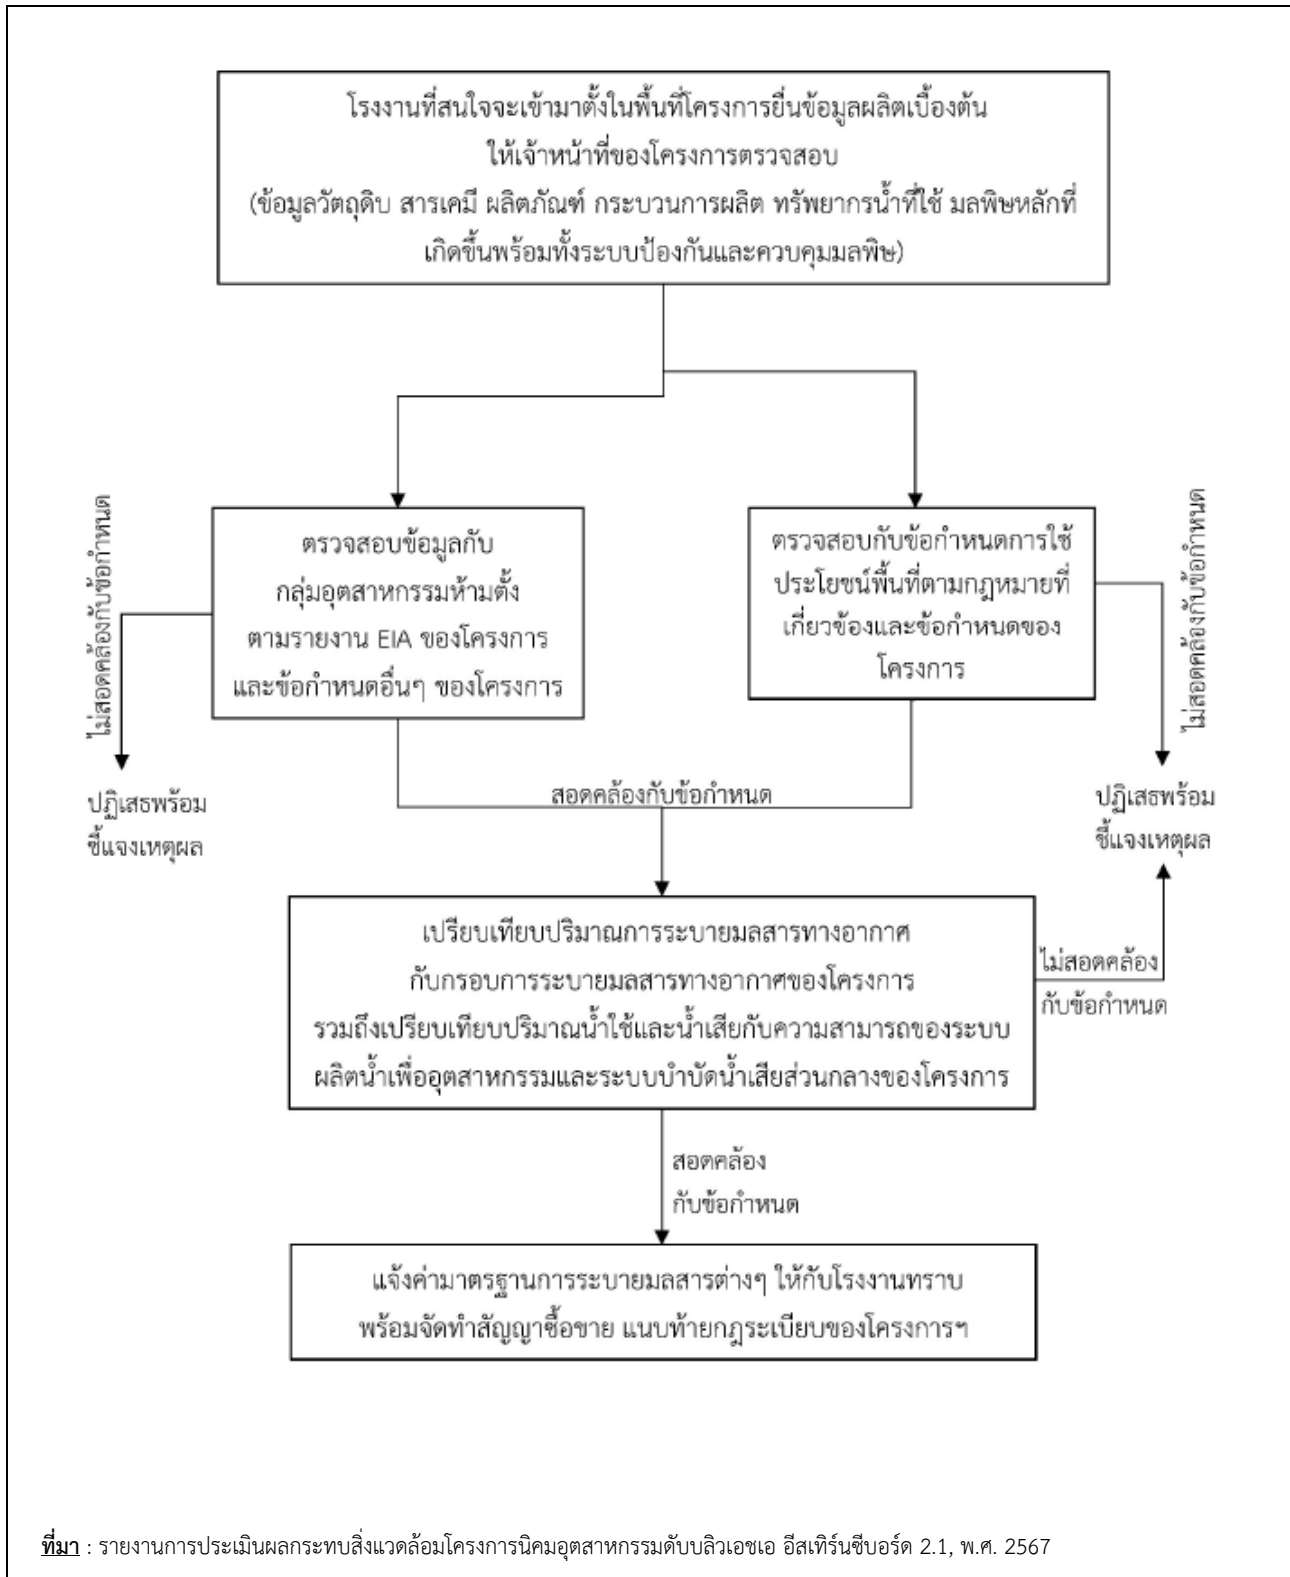 โรงงานที่สนใจจะเข้ามาตั้งในพื้นที่โครงการยื่นข้อมูลผลิตเบื้องต้น
ให้เจ้าหน้าที่ของโครงการตรวจสอบ
(ข้อมูลวัตถุดิบ สารเคมี ผลิตภัณฑ์ กระบวนการผลิต ทรัพยากรน้ำที่ใช้ มลพิษหลักที่
เกิดขึ้นพร้อมทั้งระบบป้องกันและควบคุมมลพิษ)
ไม่สอดคล้องกับข้อกำหนด
ตรวจสอบข้อมูลกับ
กลุ่มอุตสาหกรรมห้ามตั้ง
ตามรายงาน EIA ของโครงการ
และข้อกำหนดอื่นๆ ของโครงการ
ตรวจสอบกับข้อกำหนดการใช้
ประโยชน์พื้นที่ตามกฎหมายที่
เกี่ยวข้องและข้อกำหนดของ
โครงการ
ไม่สอดคล้องกับข้อกำหนด
ปฏิเสธพร้อม
ชี้แจงเหตุผล
สอดคล้องกับข้อกำหนด
ปฏิเสธพร้อม
ชี้แจงเหตุผล
เปรียบเทียบปริมาณการระบายมลสารทางอากาศ
กับกรอบการระบายมลสารทางอากาศของโครงการ
รวมถึงเปรียบเทียบปริมาณน้ำใช้และน้ำเสียกับความสามารถของระบบ
ผลิตน้ำเพื่ออุตสาหกรรมและระบบบำบัดน้ำเสียส่วนกลางของโครงการ
ไม่สอดคล้อง
กับข้อกำหนด
สอดคล้อง
กับข้อกำหนด
แจ้งค่ามาตรฐานการระบายมลสารต่างๆ ให้กับโรงงานทราบ
พร้อมจัดทำสัญญาซื้อขาย แนบท้ายกฎระเบียบของโครงการฯ
ที่มา : รายงานการประเมินผลกระทบสิ่งแวดล้อมโครงการนิคมอุตสาหกรรมดับบลิวเอชเอ อีสเทิร์นซีบอร์ด 2.1, พ.ศ. 2567